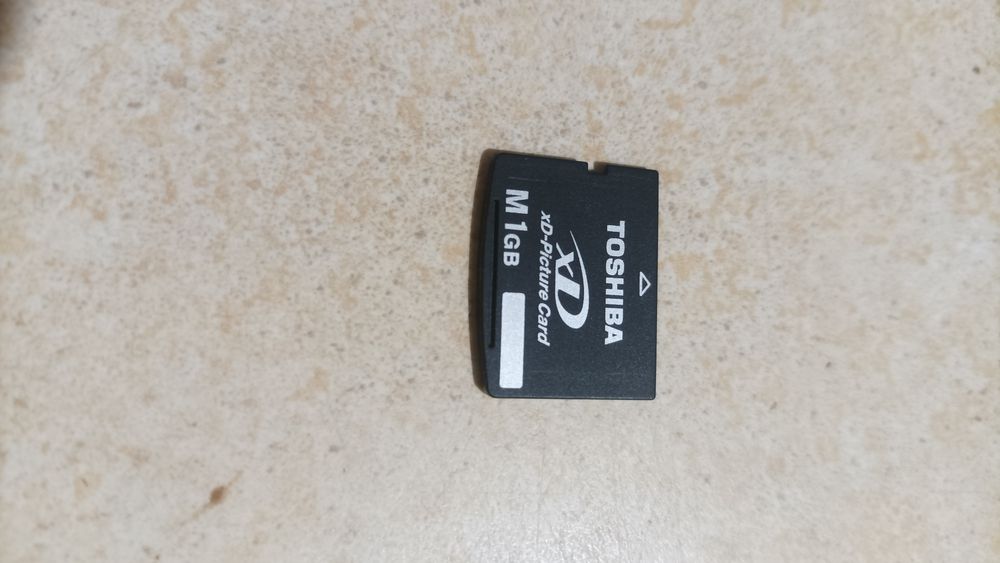 TOSHIBA
xD
xD-Picture Card
M 1GB